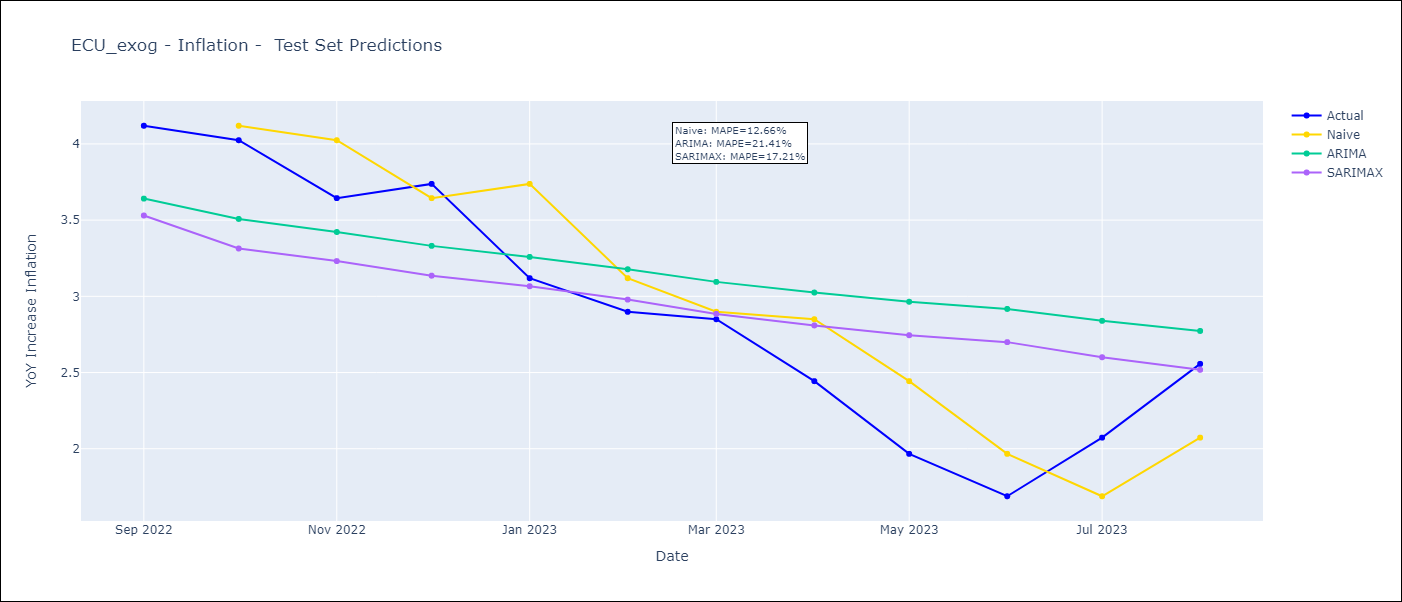 ECU_exog - Inflation -  Test Set Predictions
Naive: MAPE=12.66%
ARIMA: MAPE=21.41%
SARIMAX: MAPE=17.21%
Actual
Naive
ARIMA
SARIMAX
YoY Increase Inflation
4
3.5
3
2.5
2
Sep 2022
Nov 2022
Jan 2023
Mar 2023
May 2023
Jul 2023
Date